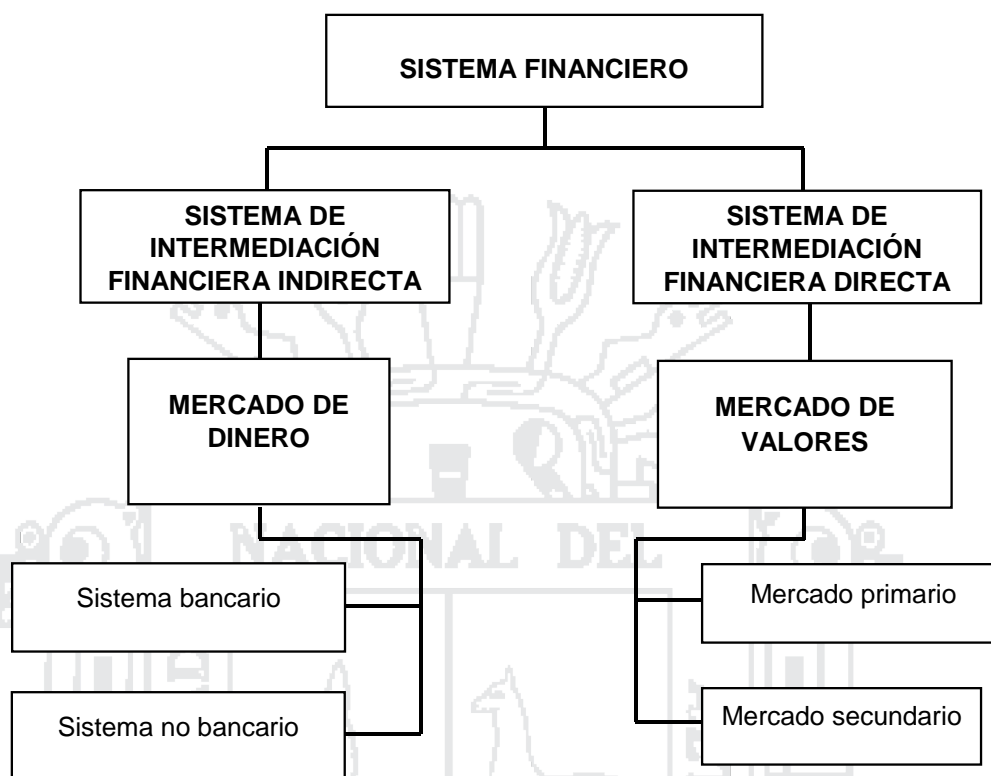 SISTEMA FINANCIERO
SISTEMA DE
INTERMEDIACIÓN
FINANCIERA INDIRECTA
SISTEMA DE
INTERMEDIACIÓN
FINANCIERA DIRECTA
MERCADO DE
DINERO
MERCADO DE
VALORES
NACIONAL DEL
Sistema bancario
Mercado primario
Sistema no bancario
Mercado secundario